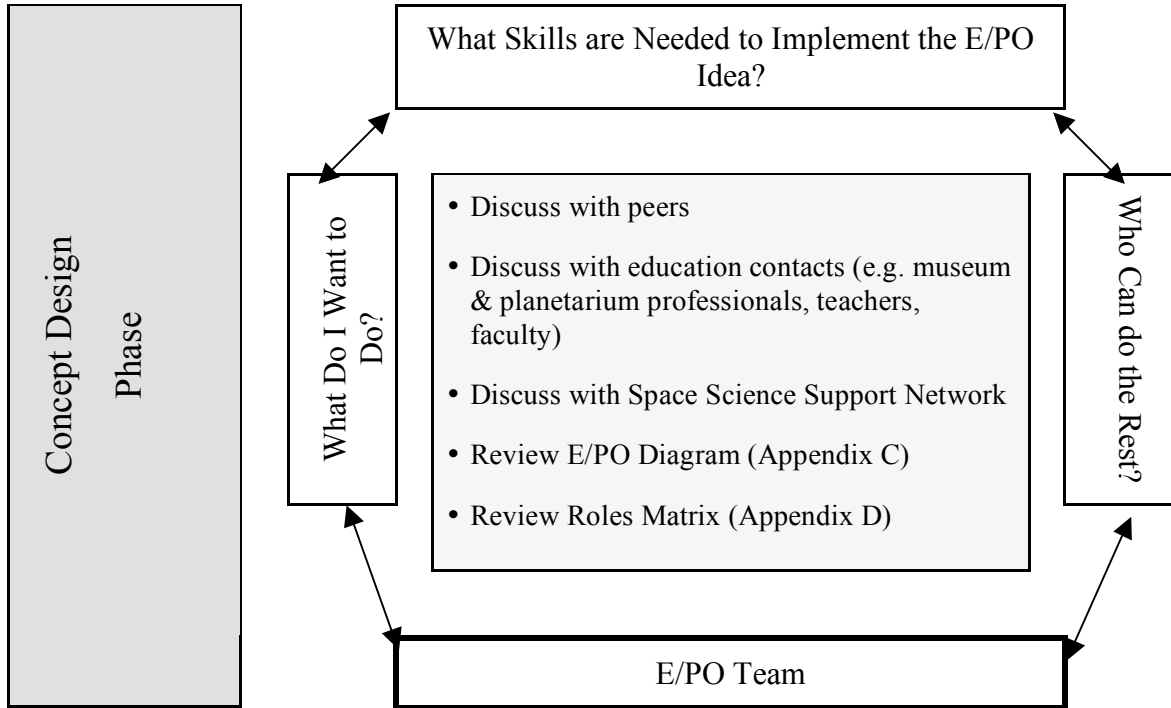 What Skills are Needed to Implement the E/PO
Idea?
Concept Design
Phase
What Do I Want to
Do?
• Discuss with peers
• Discuss with education contacts (e.g. museum
& planetarium professionals, teachers,
faculty)
• Discuss with Space Science Support Network
• Review E/PO Diagram (Appendix C)
• Review Roles Matrix (Appendix D)
Who Can do the Rest?
E/PO Team